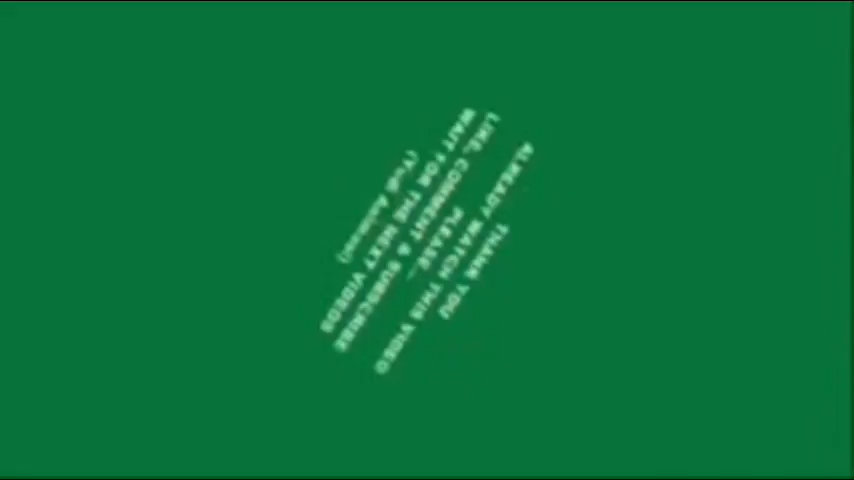 THANK YOU
ALREADY WATCH THIS VIDEO
PLEASE..
LIKE, COMMENT & SUBSCRIBE
WAIT FOR THE NEXT VIDEOS